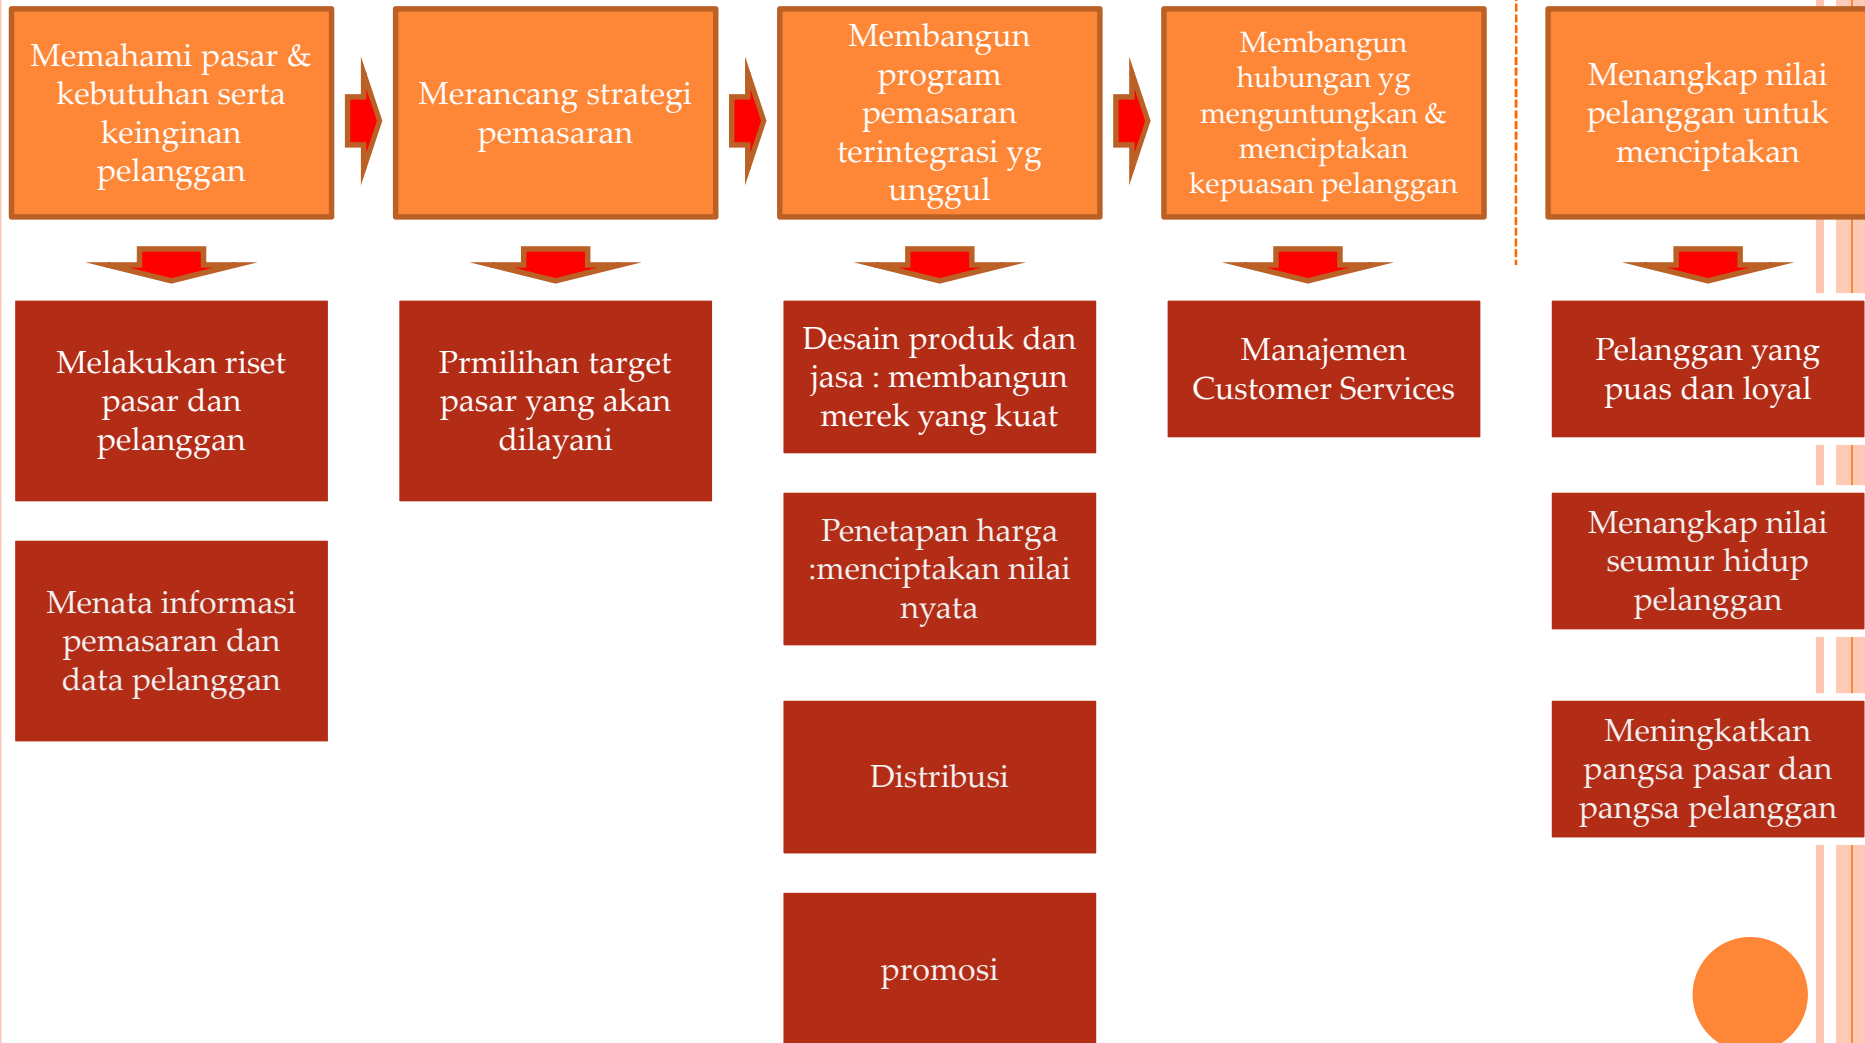 Memahami pasar &
kebutuhan serta
keinginan
pelanggan
Merancang strategi
pemasaran
Membangun
program
pemasaran
terintegrasi yg
unggul
Membangun
hubungan yg
menguntungkan &
menciptakan
kepuasan pelanggan
Menangkap nilai
pelanggan untuk
menciptakan
Melakukan riset
pasar dan
pelanggan
Menata informasi
pemasaran dan
data pelanggan
Prmilihan target
pasar yang akan
dilayani
Desain produk dan
jasa : membangun
merek yang kuat
Penetapan harga
:menciptakan nilai
nyata
Distribusi
promosi
Manajemen
Customer Services
Pelanggan yang
puas dan loyal
Menangkap nilai
seumur hidup
pelanggan
Meningkatkan
pangsa pasar dan
pangsa pelanggan